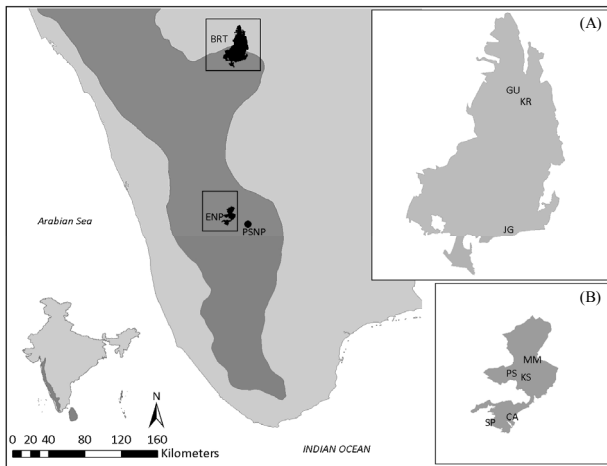 BRT
(A)
GU
KR
JG
Arabian Sea
ENP
PSNP
(B)
MM
PS
KS
CA
SP
N
0 10 20 40 80 120 160
Kilometers
INDIAN OCEAN